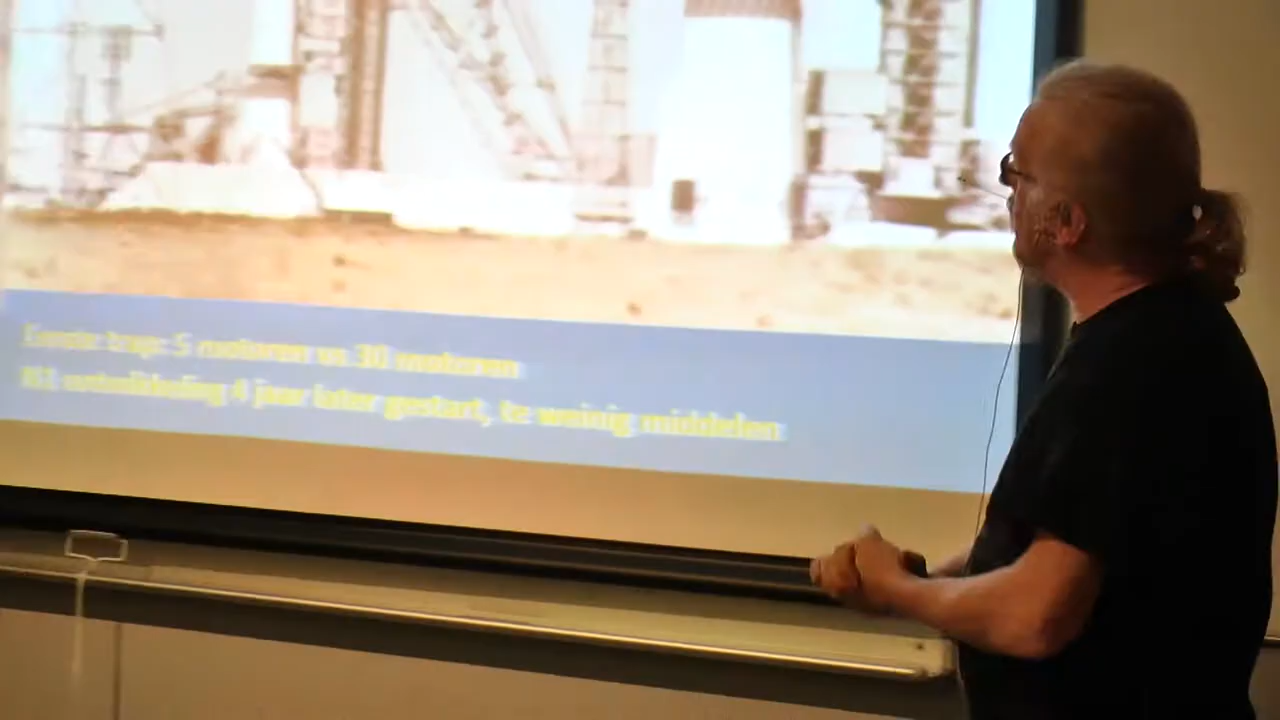 Eerste trap: 5 motoren vs 30 motoren
N1 ontwikkeling 4 jaar later gestart, te weinig middelen